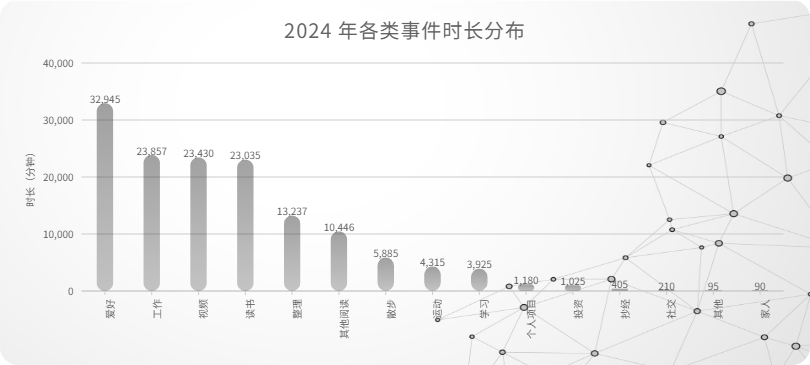 2024 年各类事件时长分布
时长（分钟）
40,000
30,000
20,000
10,000
0
32,945
23,857
23,430
23,035
13,237
10,446
5,885
4,315
3,925
1,180
1,025
405
210
95
90
爱好
工作
视频
读书
整理
其他阅读
散步
运动
学习
个人项目
投资
抄经
社交
其他
家人